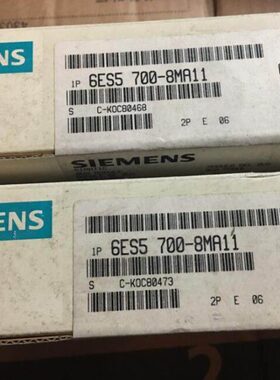 ENS
1P 6ES5 700-8MA11
S C-KOC80468
2P E 06
SIEMENS
ENS
1P 6ES5 700-8MA11
S C-KOC80473
2P E 06